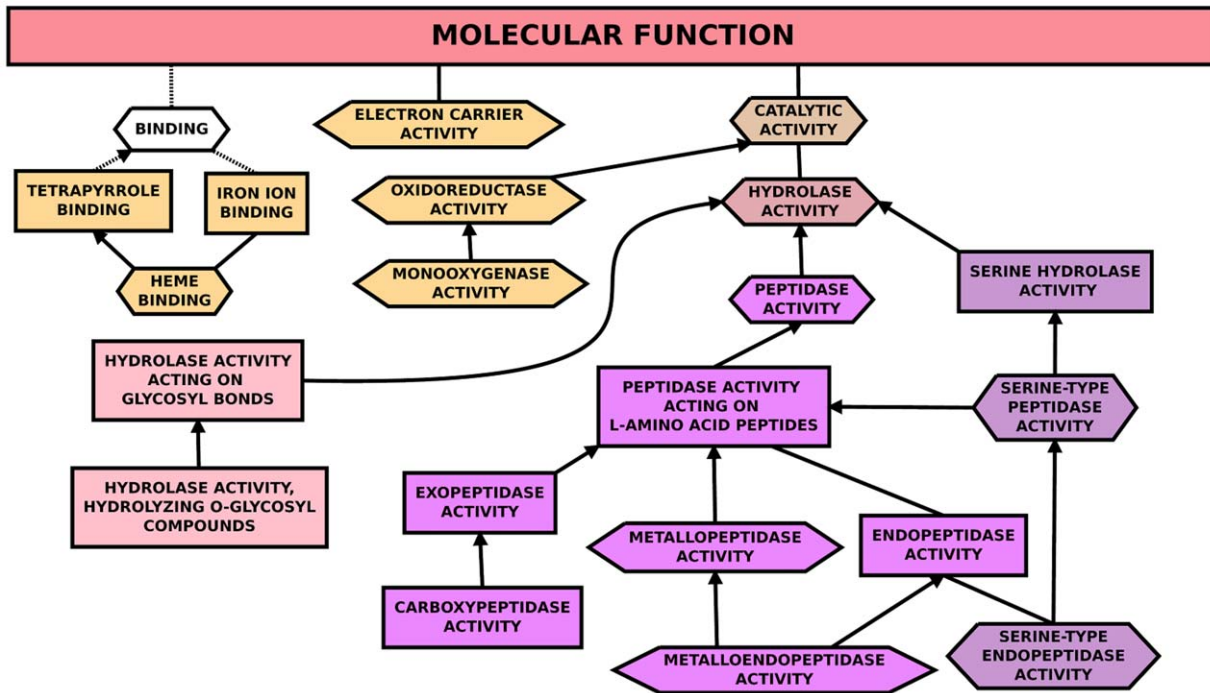 MOLECULAR FUNCTION
BINDING
ELECTRON CARRIER
ACTIVITY
CATALYTIC
ACTIVITY
TETRAPYRROLE
BINDING
IRON ION
BINDING
OXIDOREDUCTASE
ACTIVITY
HYDROLASE
ACTIVITY
HEME
BINDING
MONOOXYGENASE
ACTIVITY
PEPTIDASE
ACTIVITY
SERINE HYDROLASE
ACTIVITY
HYDROLASE ACTIVITY
ACTING ON
GLYCOSYL BONDS
PEPTIDASE ACTIVITY
ACTING ON
L-AMINO ACID PEPTIDES
SERINE-TYPE
PEPTIDASE
ACTIVITY
HYDROLASE ACTIVITY,
HYDROLYZING O-GLYCOSYL
COMPOUNDS
EXOPEPTIDASE
ACTIVITY
METALLOPEPTIDASE
ACTIVITY
ENDOPEPTIDASE
ACTIVITY
CARBOXYPEPTIDASE
ACTIVITY
METALLOENDOPEPTIDASE
ACTIVITY
SERINE-TYPE
ENDOPEPTIDASE
ACTIVITY